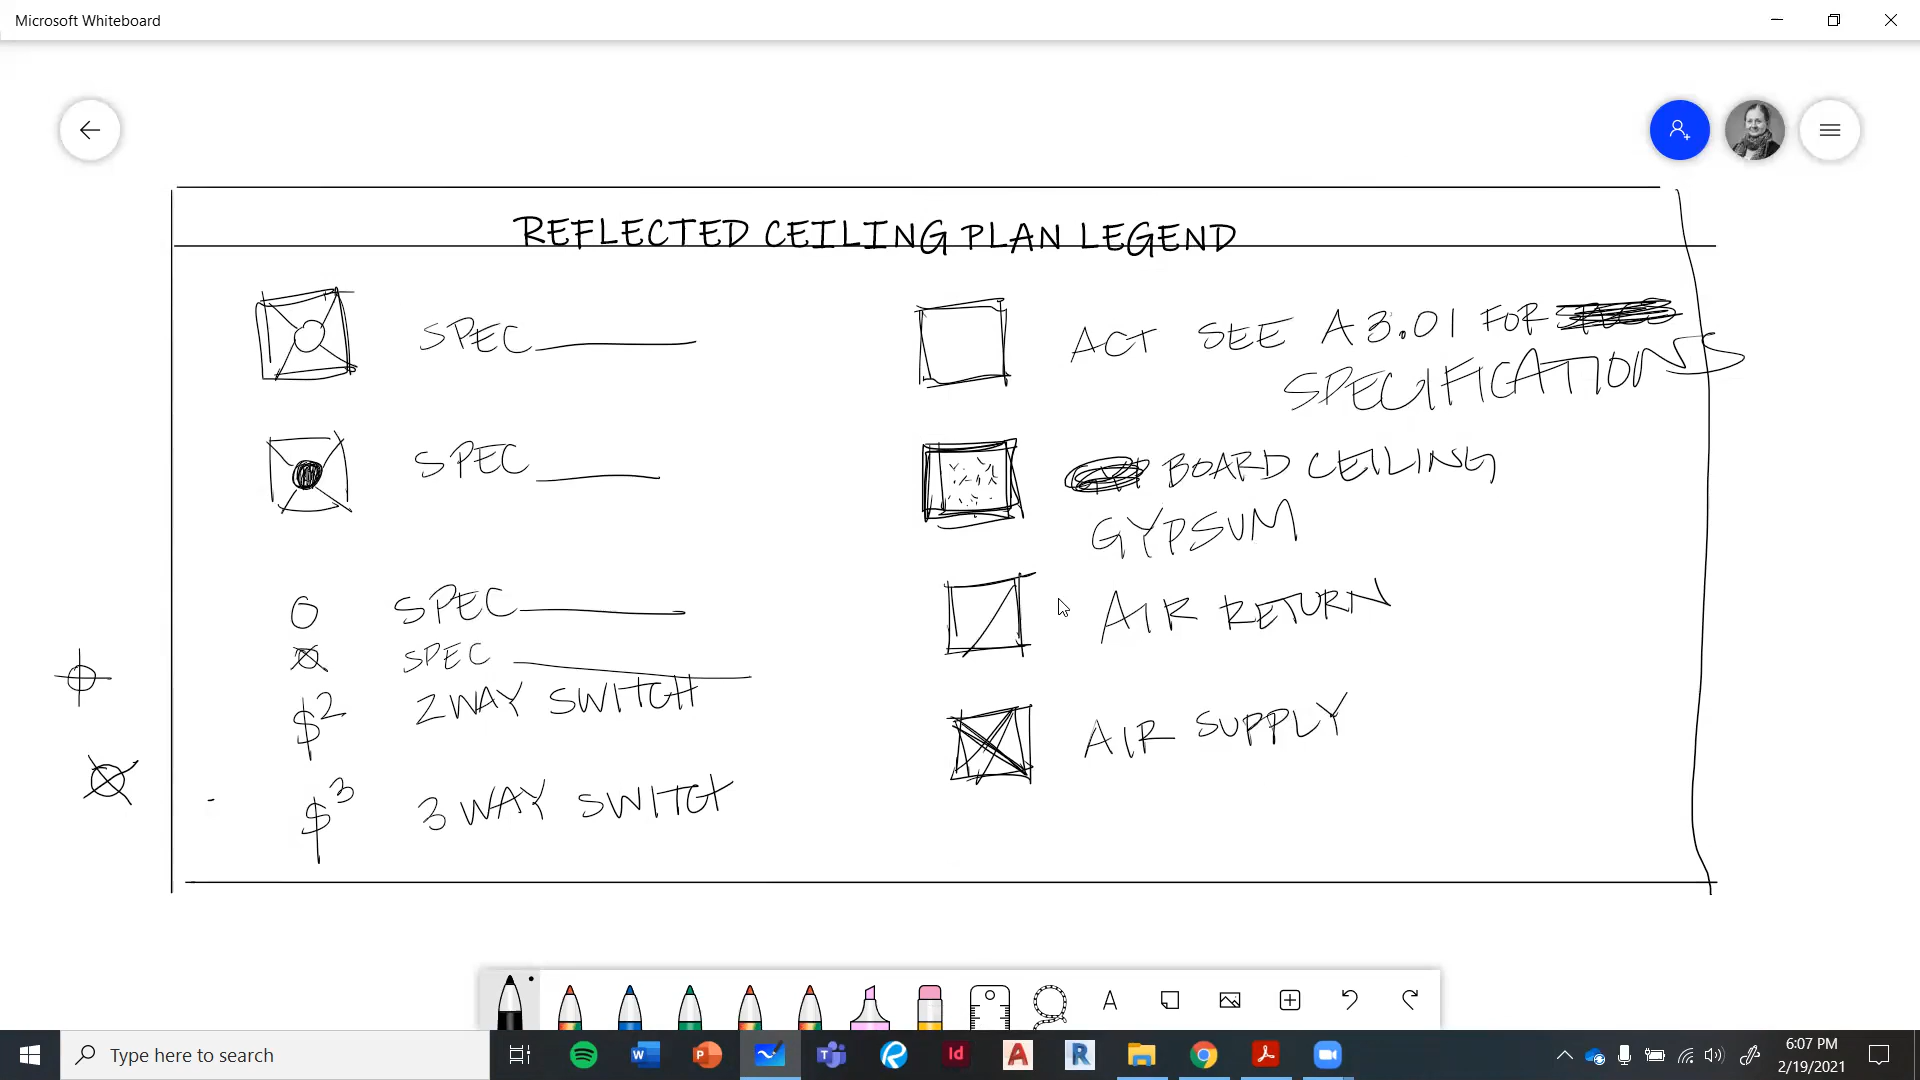 Microsoft Whiteboard
REFLECTED CEILING PLAN LEGEND
SPEC
SPEC
O SPEC
SPEC
$2 2WAY SWITCH
$3 3 WAY SWITCH
ACT SEE A3.01 FOR
SPECIFICATIONS
BOARD CEILING
GYPSUM
AIR RETURN
AIR SUPPLY
Type here to search
6:07 PM
2/19/2021